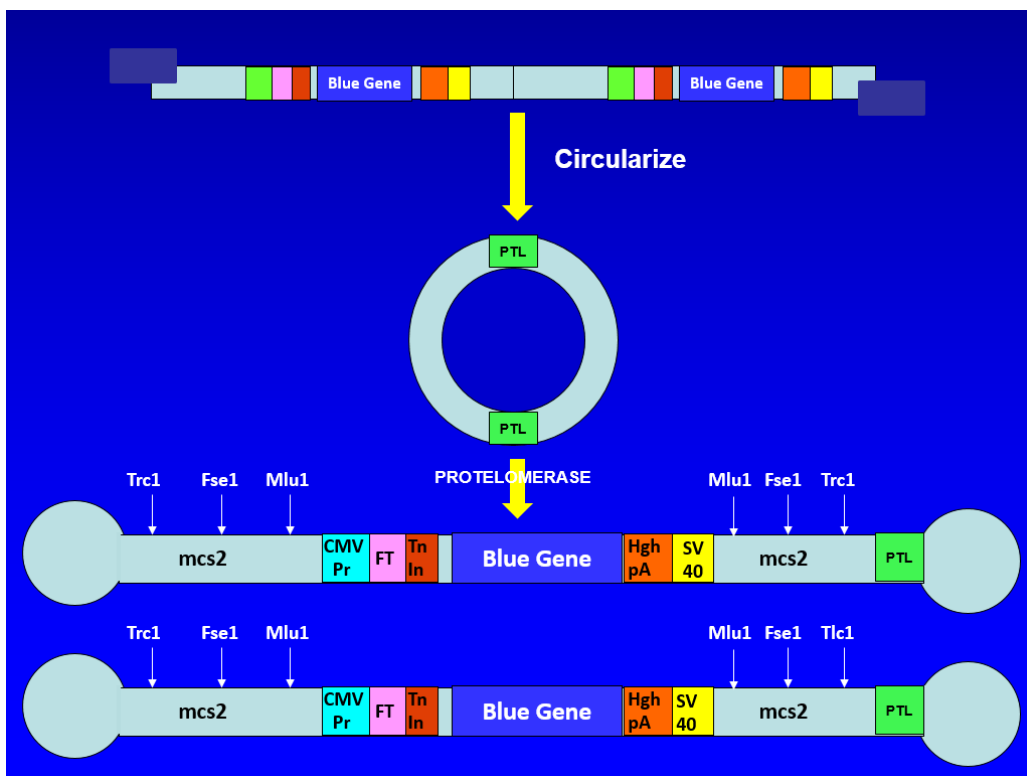 Blue Gene
Blue Gene
Circularize
PTL
PTL
PROTELOMERASE
Trc1 Fse1 Mlu1 Mlu1 Fse1 Trc1
mcs2 CMV Pr FT Tn In Blue Gene Hgh pA SV 40 mcs2 PTL
Trc1 Fse1 Mlu1 Mlu1 Fse1 Tlc1
mcs2 CMV Pr FT Tn In Blue Gene Hgh pA SV 40 mcs2 PTL